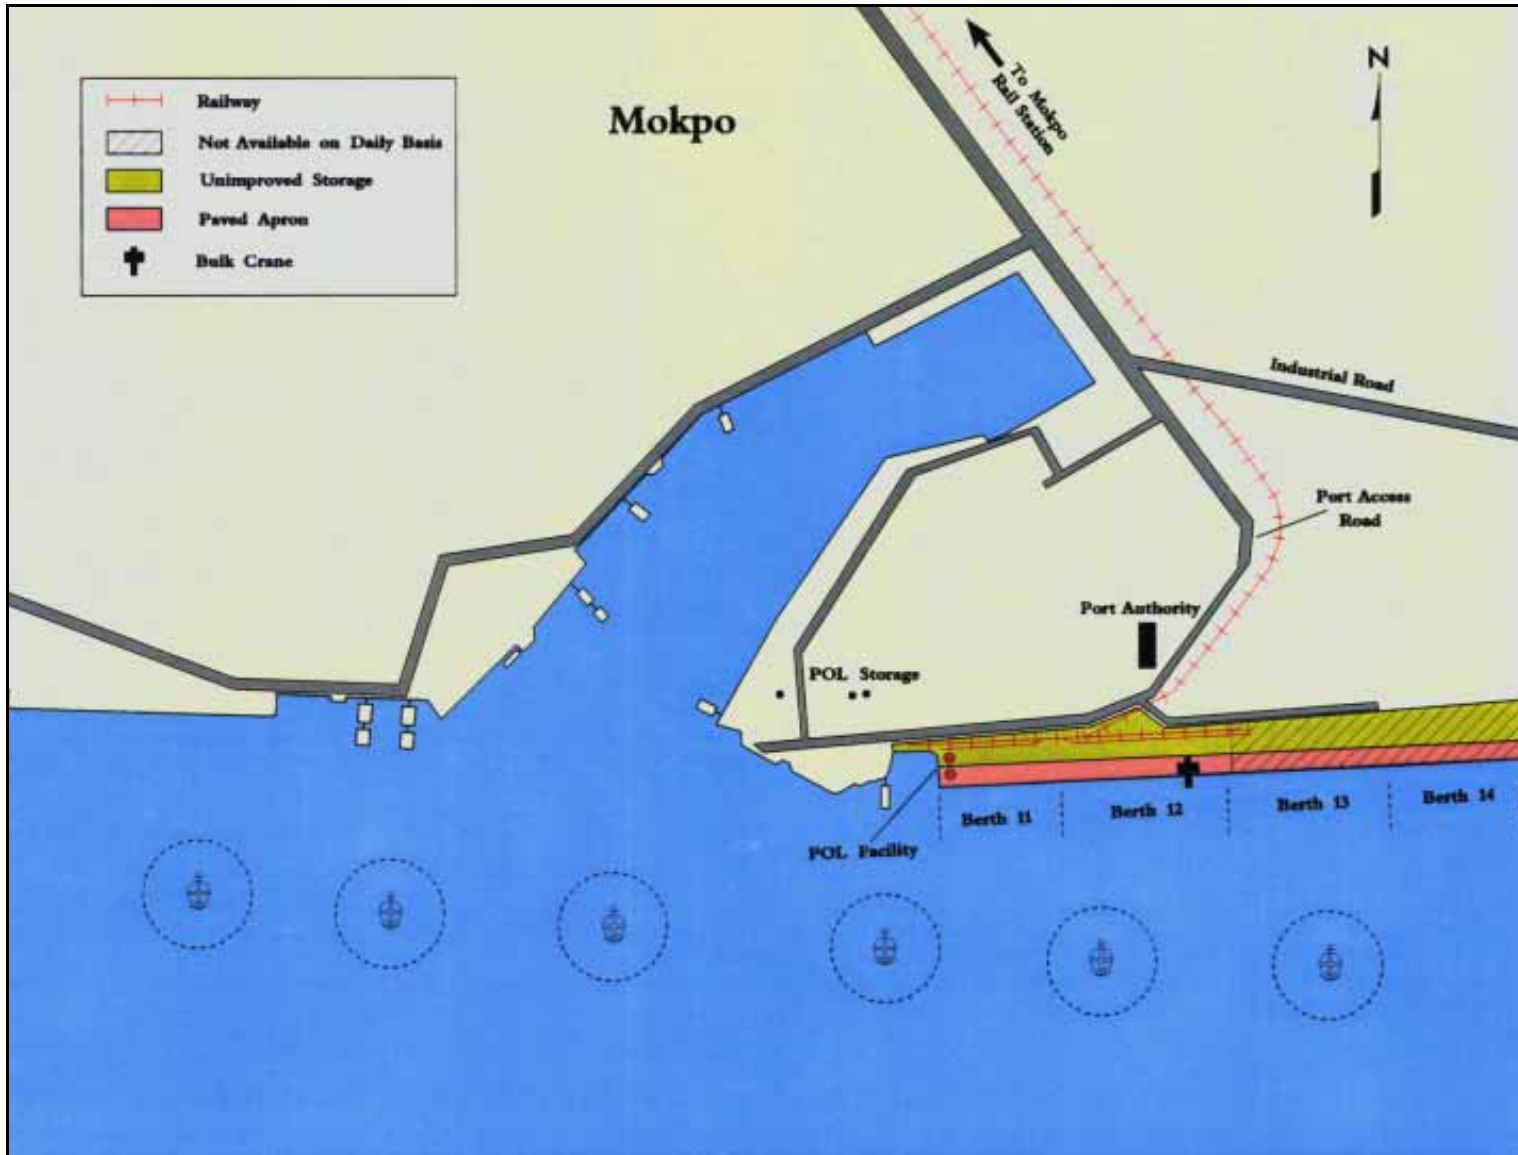 Railway
Not Available on Daily Basis
Unimproved Storage
Paved Apron
Bulk Crane
Mokpo
To Mokpo
Rail Station
N
Industrial Road
Port Access
Road
Port Authority
POL Storage
Berth 11
Berth 12
Berth 13
Berth 14
POL Facility